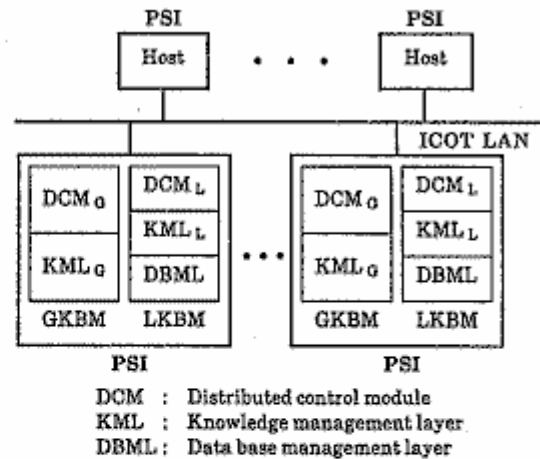 PSI PSI
Host . . . Host
ICOT LAN
DCM G DCM L DCM G DCM L
KML L KML L
KML G DBML ... KML G DBML
GKBM LKBM GKBM LKBM
PSI PSI
DCM : Distributed control module
KML : Knowledge management layer
DBML : Data base management layer